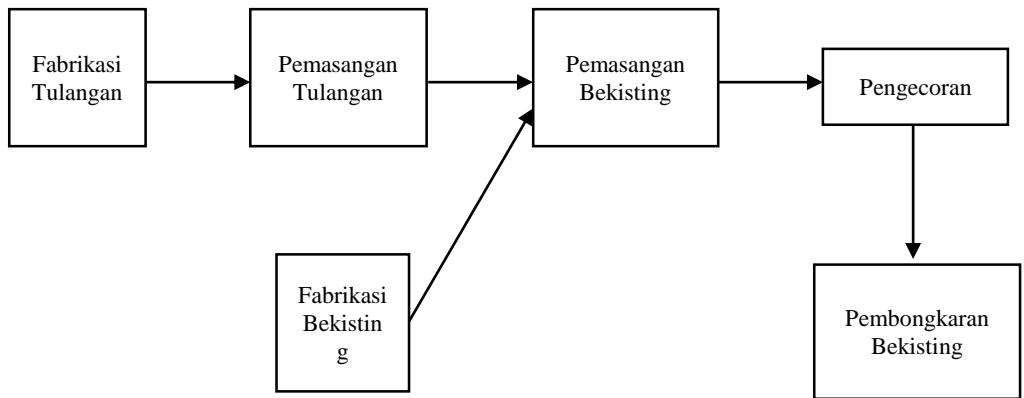 Fabrikasi
Tulangan
Pemasangan
Tulangan
Pemasangan
Bekisting
Pengecoran
Fabrikasi
Bekistin
g
Pembongkaran
Bekisting